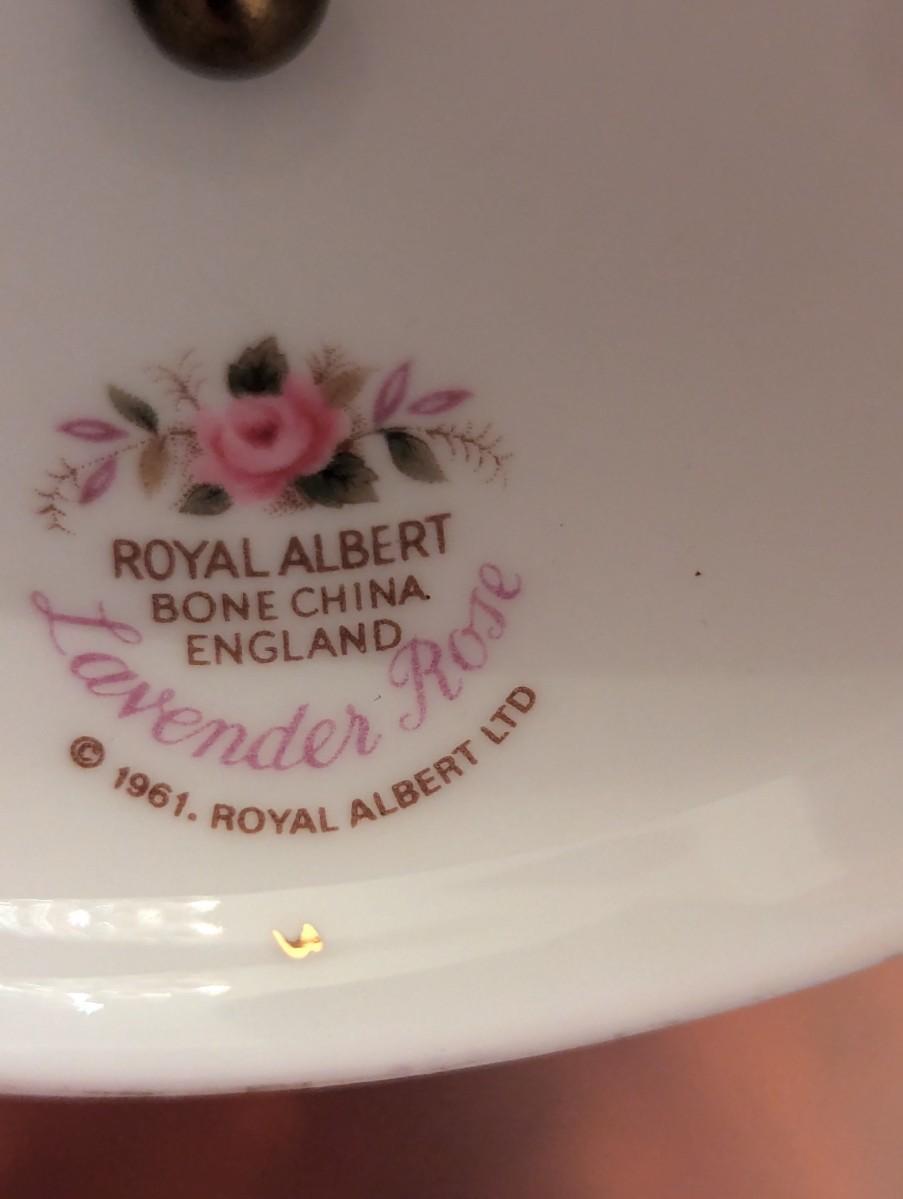 ROYAL ALBERT
BONE CHINA.
ENGLAND
Lavender Rose
© 1961. ROYAL ALBERT LTD